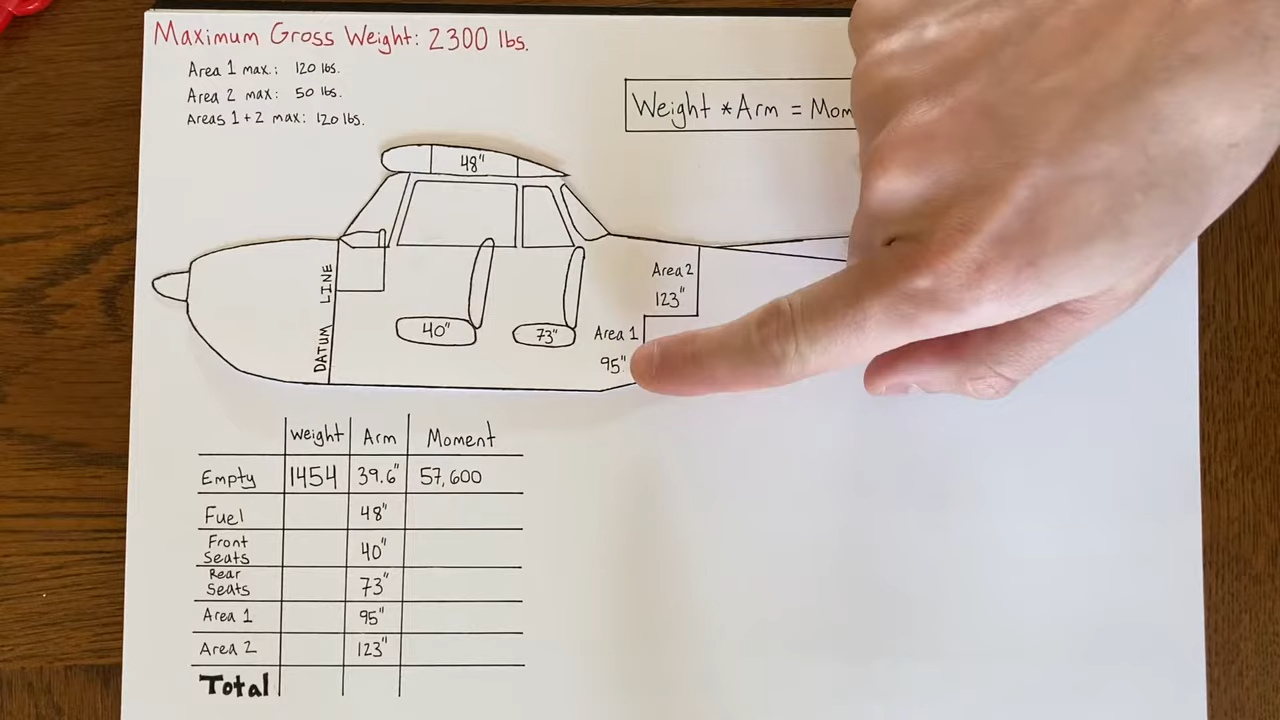 Maximum Gross Weight: 2300 lbs.
Area 1 max.: 120 lbs.
Area 2 max: 50 lbs.
Areas 1+2 max: 120 lbs.
Weight * Arm = Mom
48"
DATUM LINE
40"
73"
Area 2
123"
Area 1
95"
Weight Arm Moment
Empty 1454 39.6" 57,600
Fuel 48"
Front
Seats 40"
Rear
Seats 73"
Area 1 95"
Area 2 123"
Total